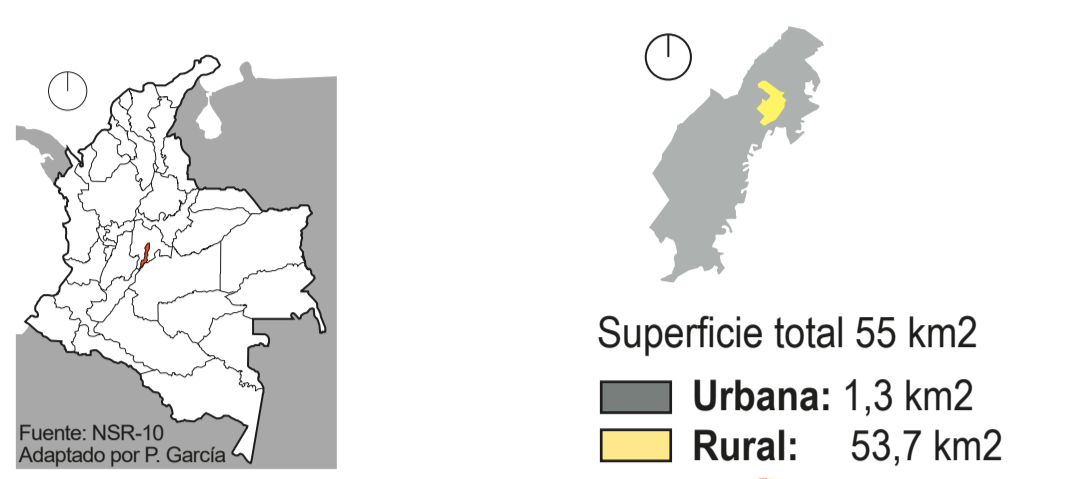 Fuente: NSR-10
Adaptado por P. García
Superficie total 55 km2
Urbana: 1,3 km2
Rural: 53,7 km2